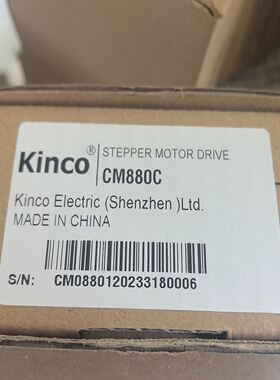 Kinco® STEPPER MOTOR DRIVE
CM880C
Kinco Electric (Shenzhen )Ltd.
MADE IN CHINA
S/N: CM0880120233180006